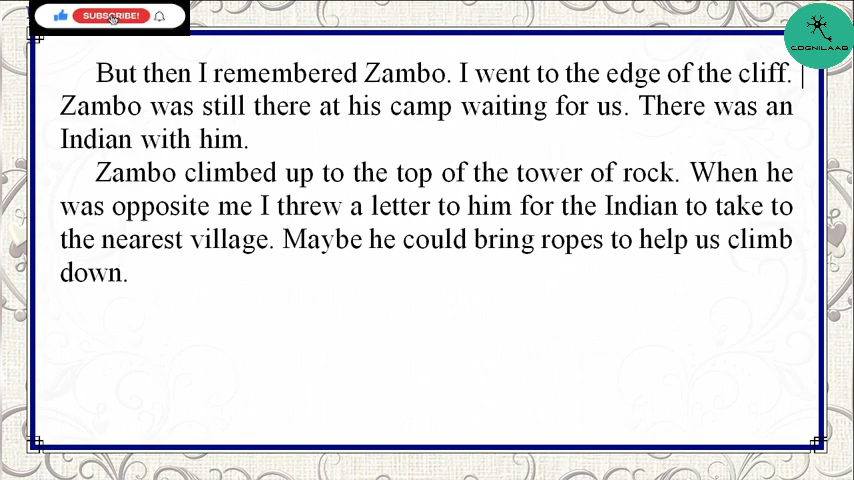 SUBSCRIBE!
COGNILAAB
But then I remembered Zambo. I went to the edge of the cliff.
Zambo was still there at his camp waiting for us. There was an
Indian with him.
Zambo climbed up to the top of the tower of rock. When he
was opposite me I threw a letter to him for the Indian to take to
the nearest village. Maybe he could bring ropes to help us climb
down.